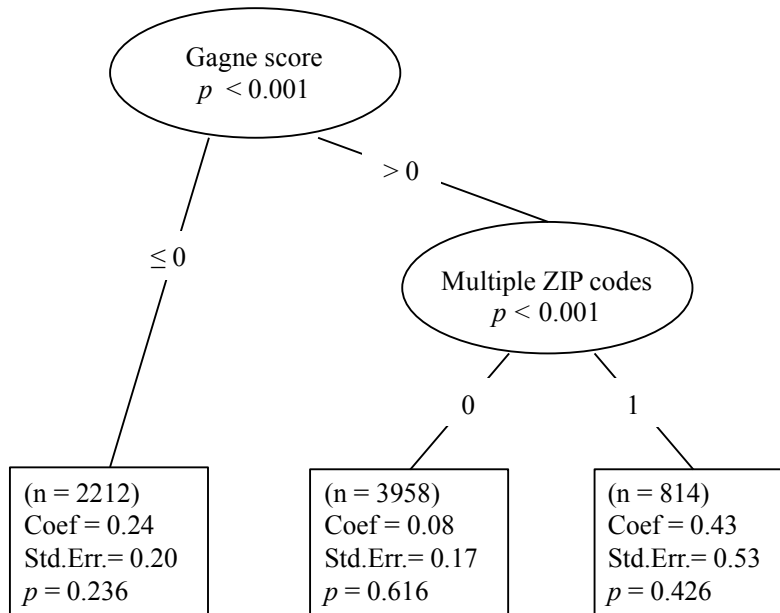 Gagne score
p < 0.001
> 0
≤ 0
Multiple ZIP codes
p < 0.001
0
1
(n = 2212)
Coef = 0.24
Std.Err.= 0.20
p = 0.236
(n = 3958)
Coef = 0.08
Std.Err.= 0.17
p = 0.616
(n = 814)
Coef = 0.43
Std.Err.= 0.53
p = 0.426